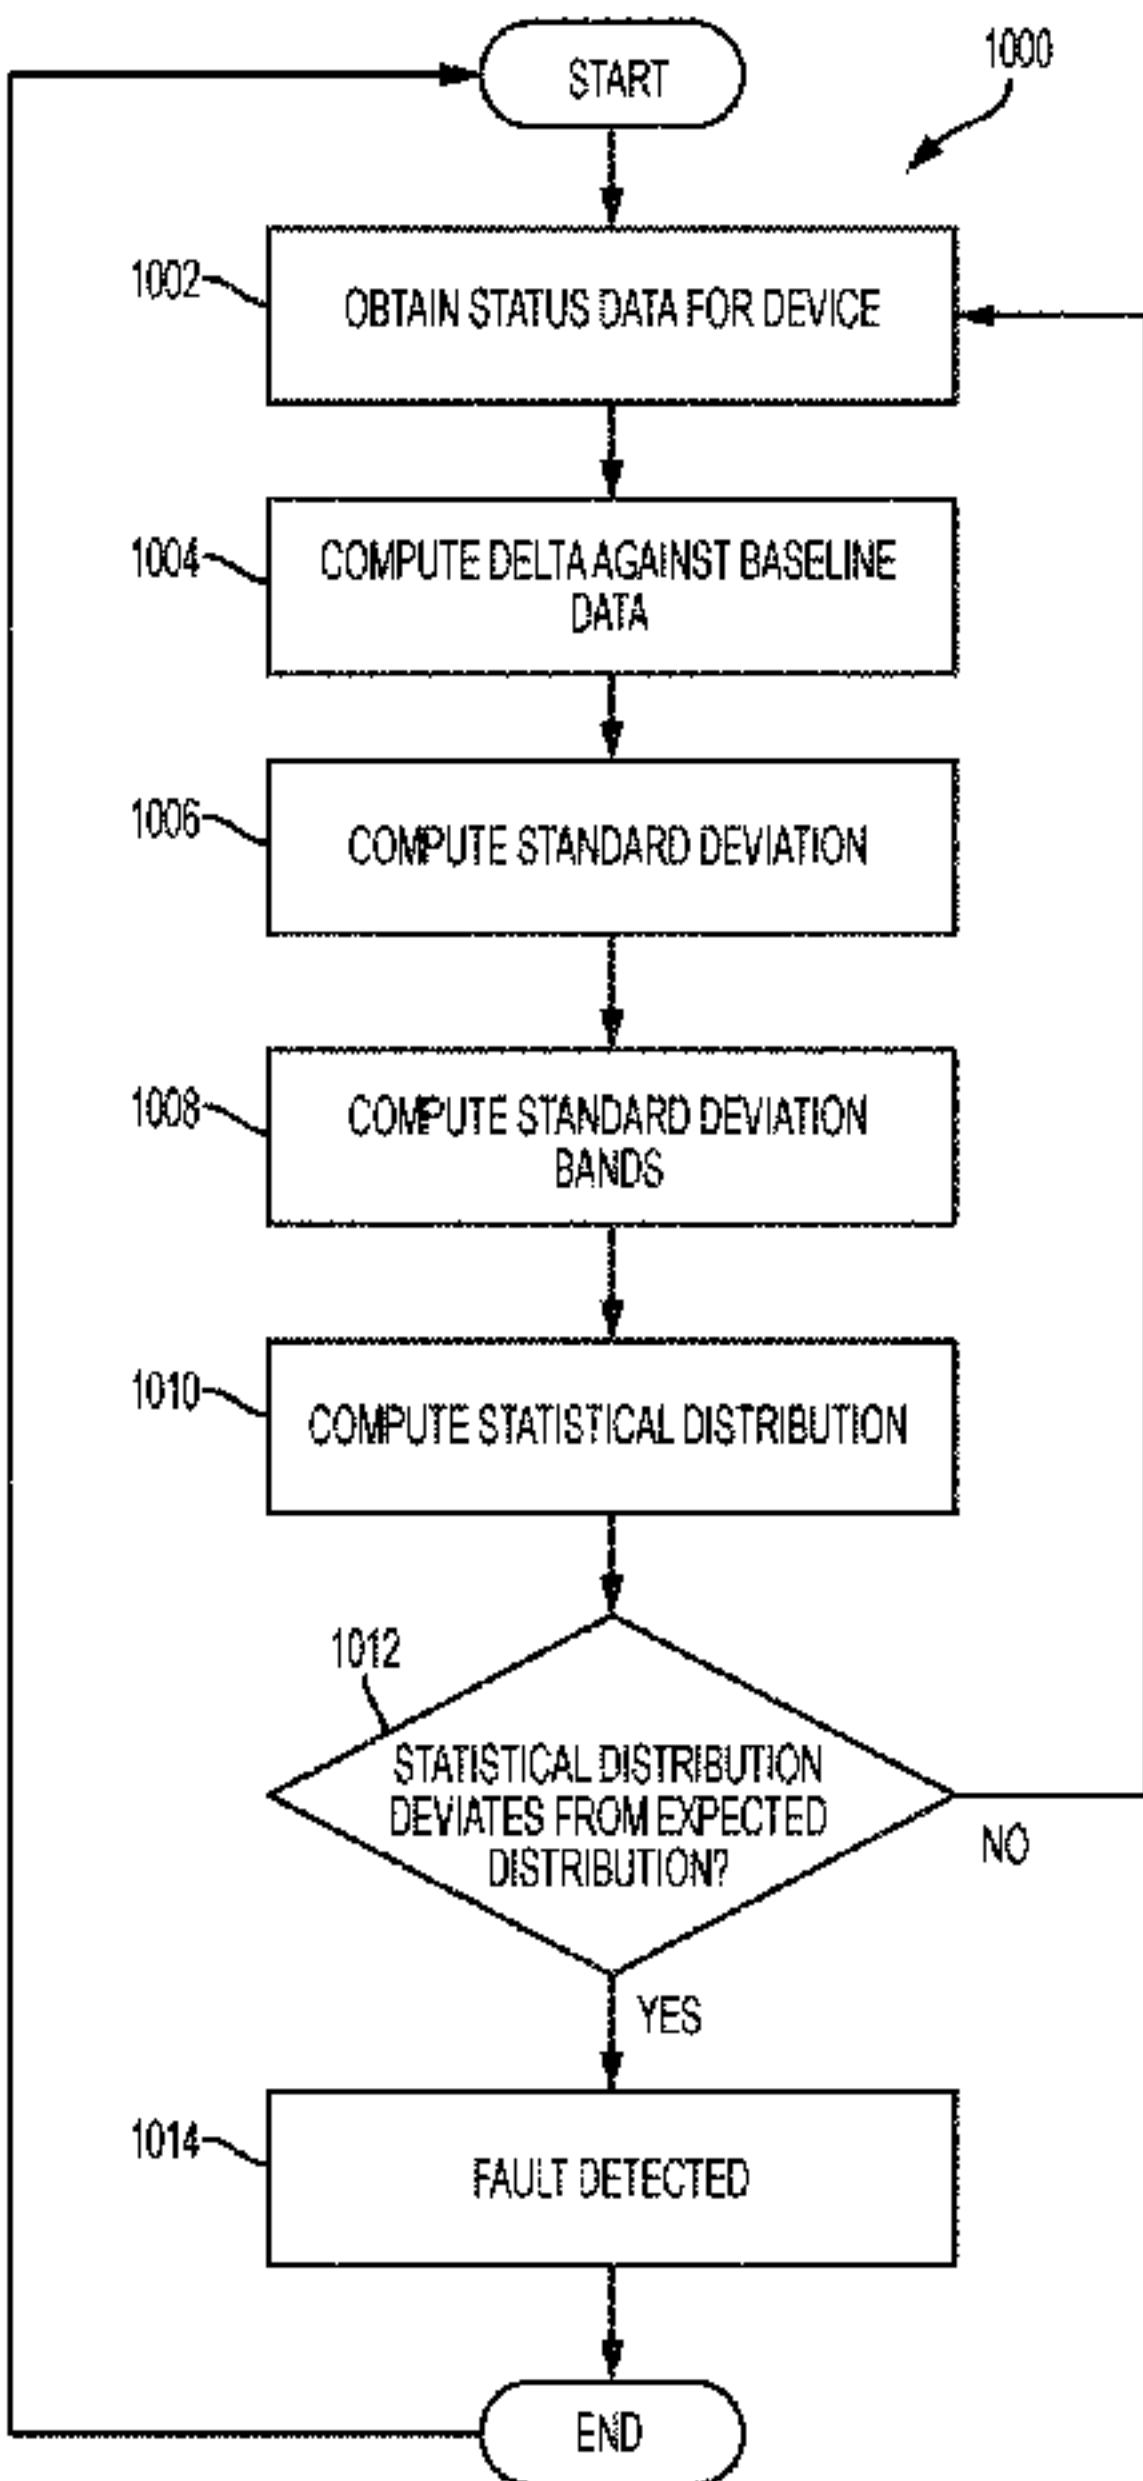 START
1000
1002
OBTAIN STATUS DATA FOR DEVICE
1004
COMPUTE DELTA AGAINST BASELINE
DATA
1006
COMPUTE STANDARD DEVIATION
1008
COMPUTE STANDARD DEVIATION
BANDS
1010
COMPUTE STATISTICAL DISTRIBUTION
1012
STATISTICAL DISTRIBUTION
DEVIATES FROM EXPECTED
DISTRIBUTION?
NO
YES
1014
FAULT DETECTED
END